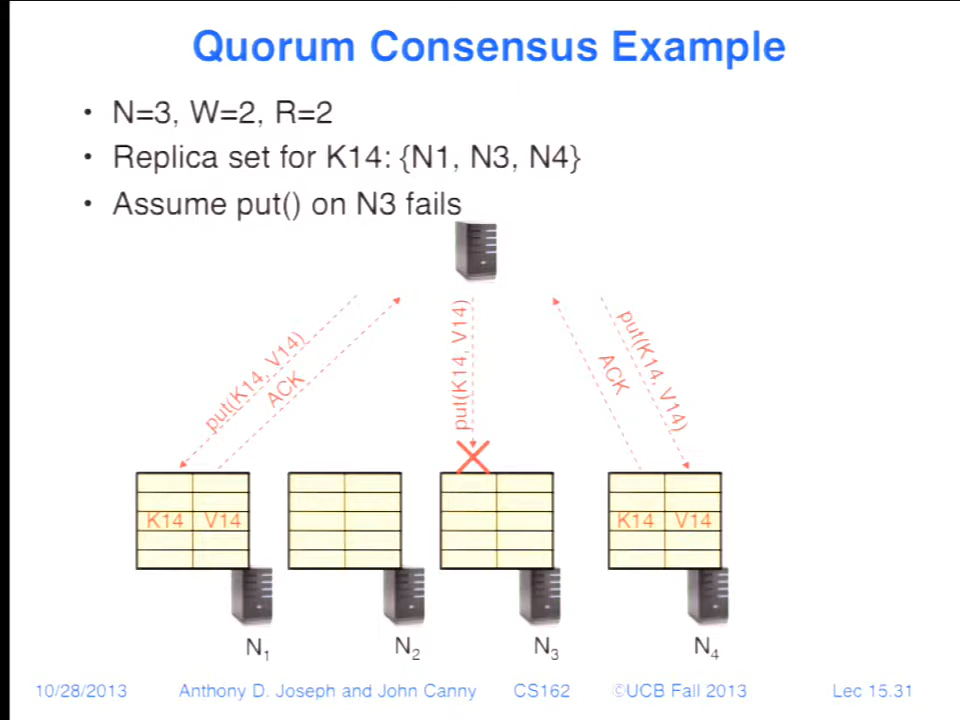 Quorum Consensus Example
• N=3, W=2, R=2
• Replica set for K14: {N1, N3, N4}
• Assume put() on N3 fails
put(K14, V14)
ACK
put(K14, V14)
ACK
put(K14, V14)
K14 V14
K14 V14
N1
N2
N3
N4
10/28/2013 Anthony D. Joseph and John Canny CS162 ©UCB Fall 2013 Lec 15.31